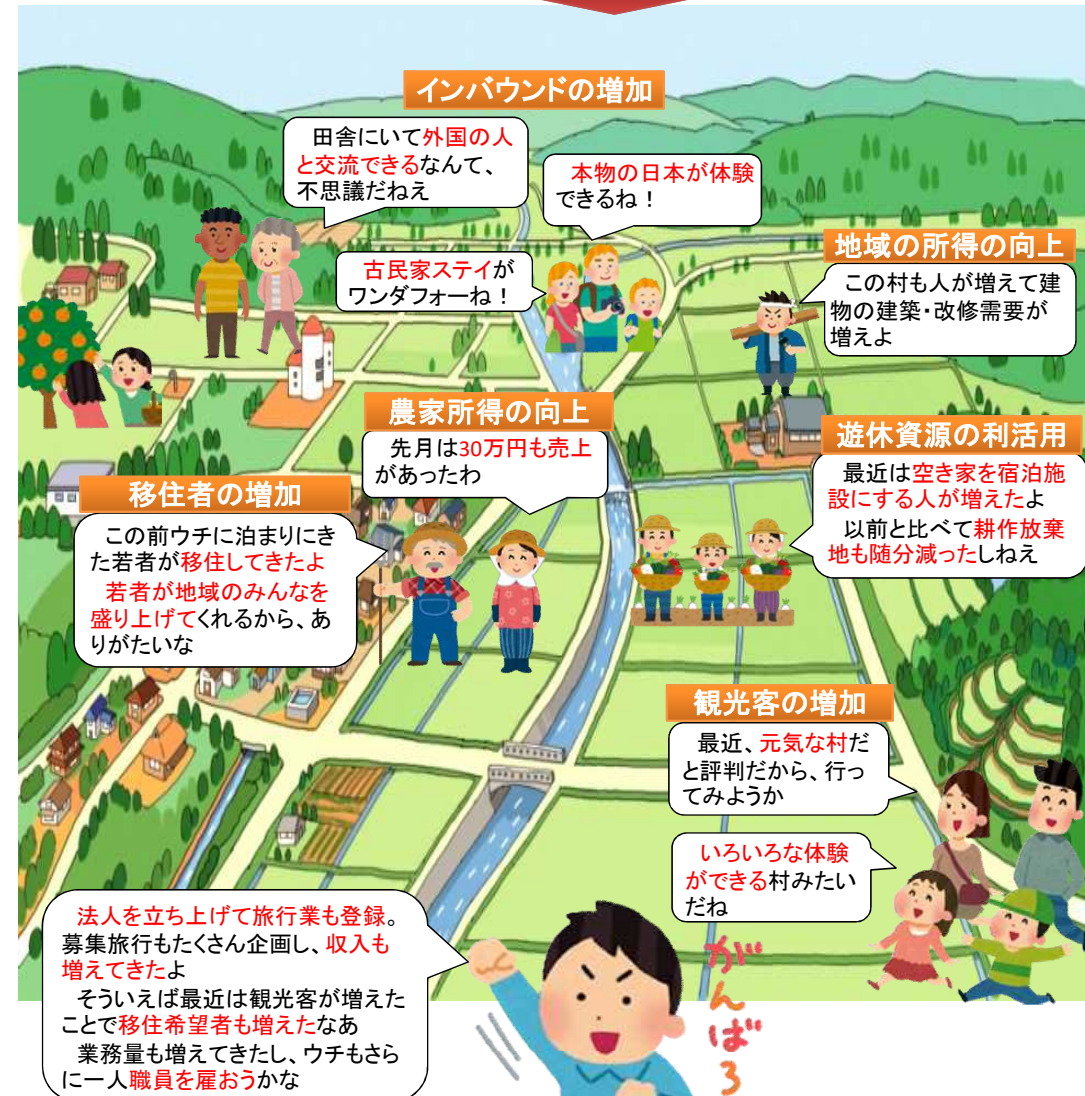 インバウンドの増加
田舎にいて外国の人
と交流できるなんて、
不思議だねえ
本物の日本が体験
できるね！
古民家ステイが
ワンダフォーね！
地域の所得の向上
この村も人が増えて建
物の建築・改修需要が
増えよ
農家所得の向上
先月は30万円も売上
があったわ
遊休資源の利活用
最近は空き家を宿泊施
設にする人が増えたよ
以前と比べて耕作放棄
地も随分減ったしねえ
移住者の増加
この前ウチに泊まりにき
た若者が移住してきたよ
若者が地域のみんなを
盛り上げてくれるから、あ
りがたいな
観光客の増加
最近、元気な村だ
と評判だから、行っ
てみようか
いろいろな体験
ができる村みたい
だね
法人を立ち上げて旅行業も登録。
募集旅行もたくさん企画し、収入も
増えてきたよ
そういえば最近は観光客が増えた
ことで移住希望者も増えたなあ
業務量も増えてきたし、ウチもさら
に一人職員を雇おうかな
がんばろ